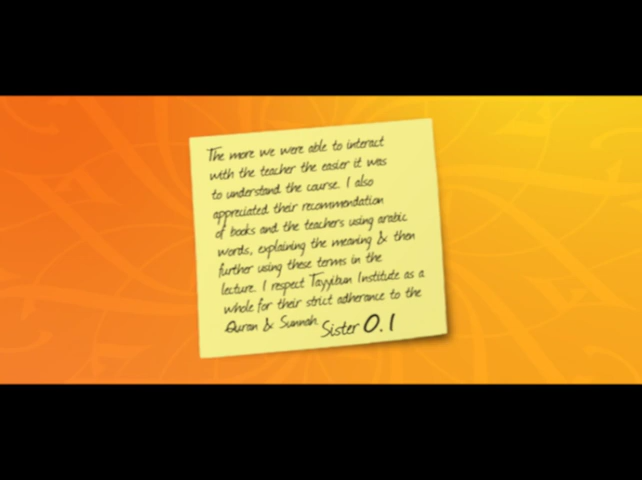 The more we were able to interact
with the teacher the easier it was
to understand the course. I also
appreciated their recommendation
of books and the teachers using arabic
words, explaining the meaning & then
further using these terms in the
lecture. I respect Tayyibun Institute as a
whole for their strict adherance to the
Quran & Sunnah. Sister O.I